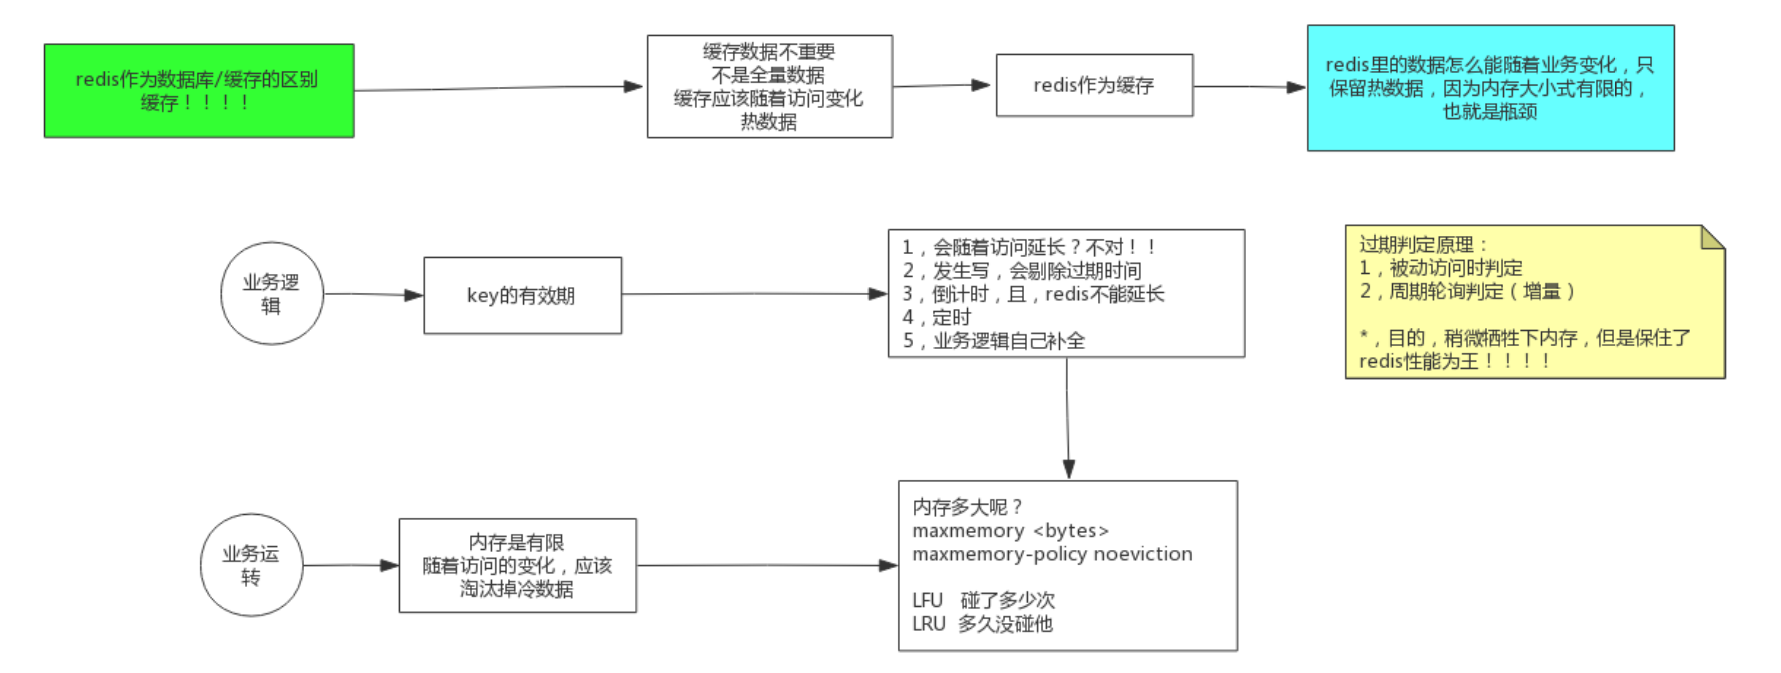 redis作为数据库/缓存的区别
缓存！！！！
缓存数据不重要
不是全量数据
缓存应该随着访问变化
热数据
redis作为缓存
redis里的数据怎么能随着业务变化，只
保留热数据，因为内存大小式有限的，
也就是瓶颈
业务逻
辑
key的有效期
1，会随着访问延长？不对！！
2，发生写，会剔除过期时间
3，倒计时，且，redis不能延长
4，定时
5，业务逻辑自己补全
过期判定原理：
1，被动访问时判定
2，周期轮询判定（增量）
*，目的，稍微牺牲下内存，但是保住了
redis性能为王！！！！
业务运
转
内存是有限
随着访问的变化，应该
淘汰掉冷数据
内存多大呢？
maxmemory <bytes>
maxmemory-policy noeviction
LFU 碰了多少次
LRU 多久没碰他